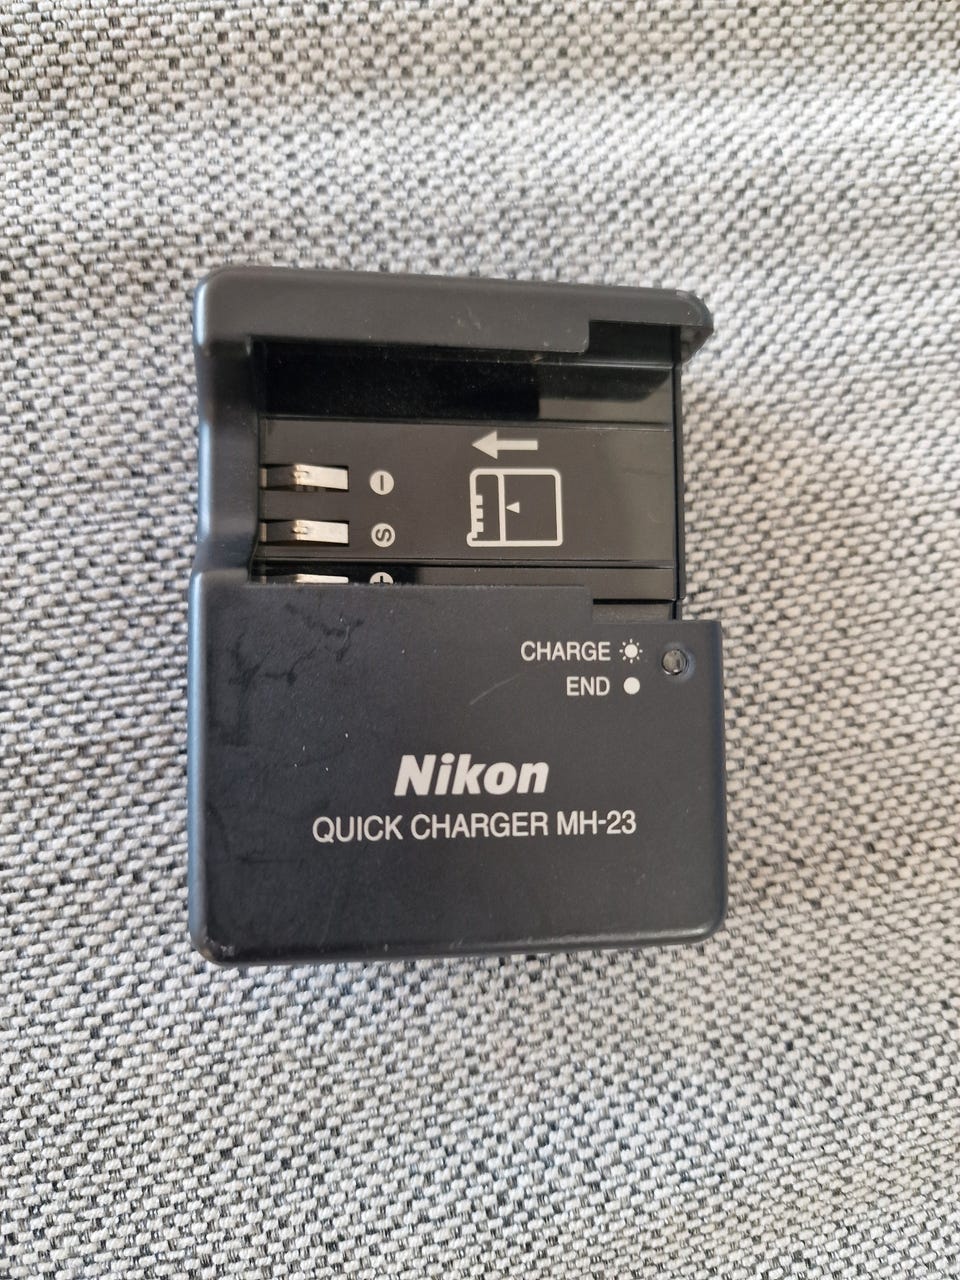 −
S
+
CHARGE
END
Nikon
QUICK CHARGER MH-23